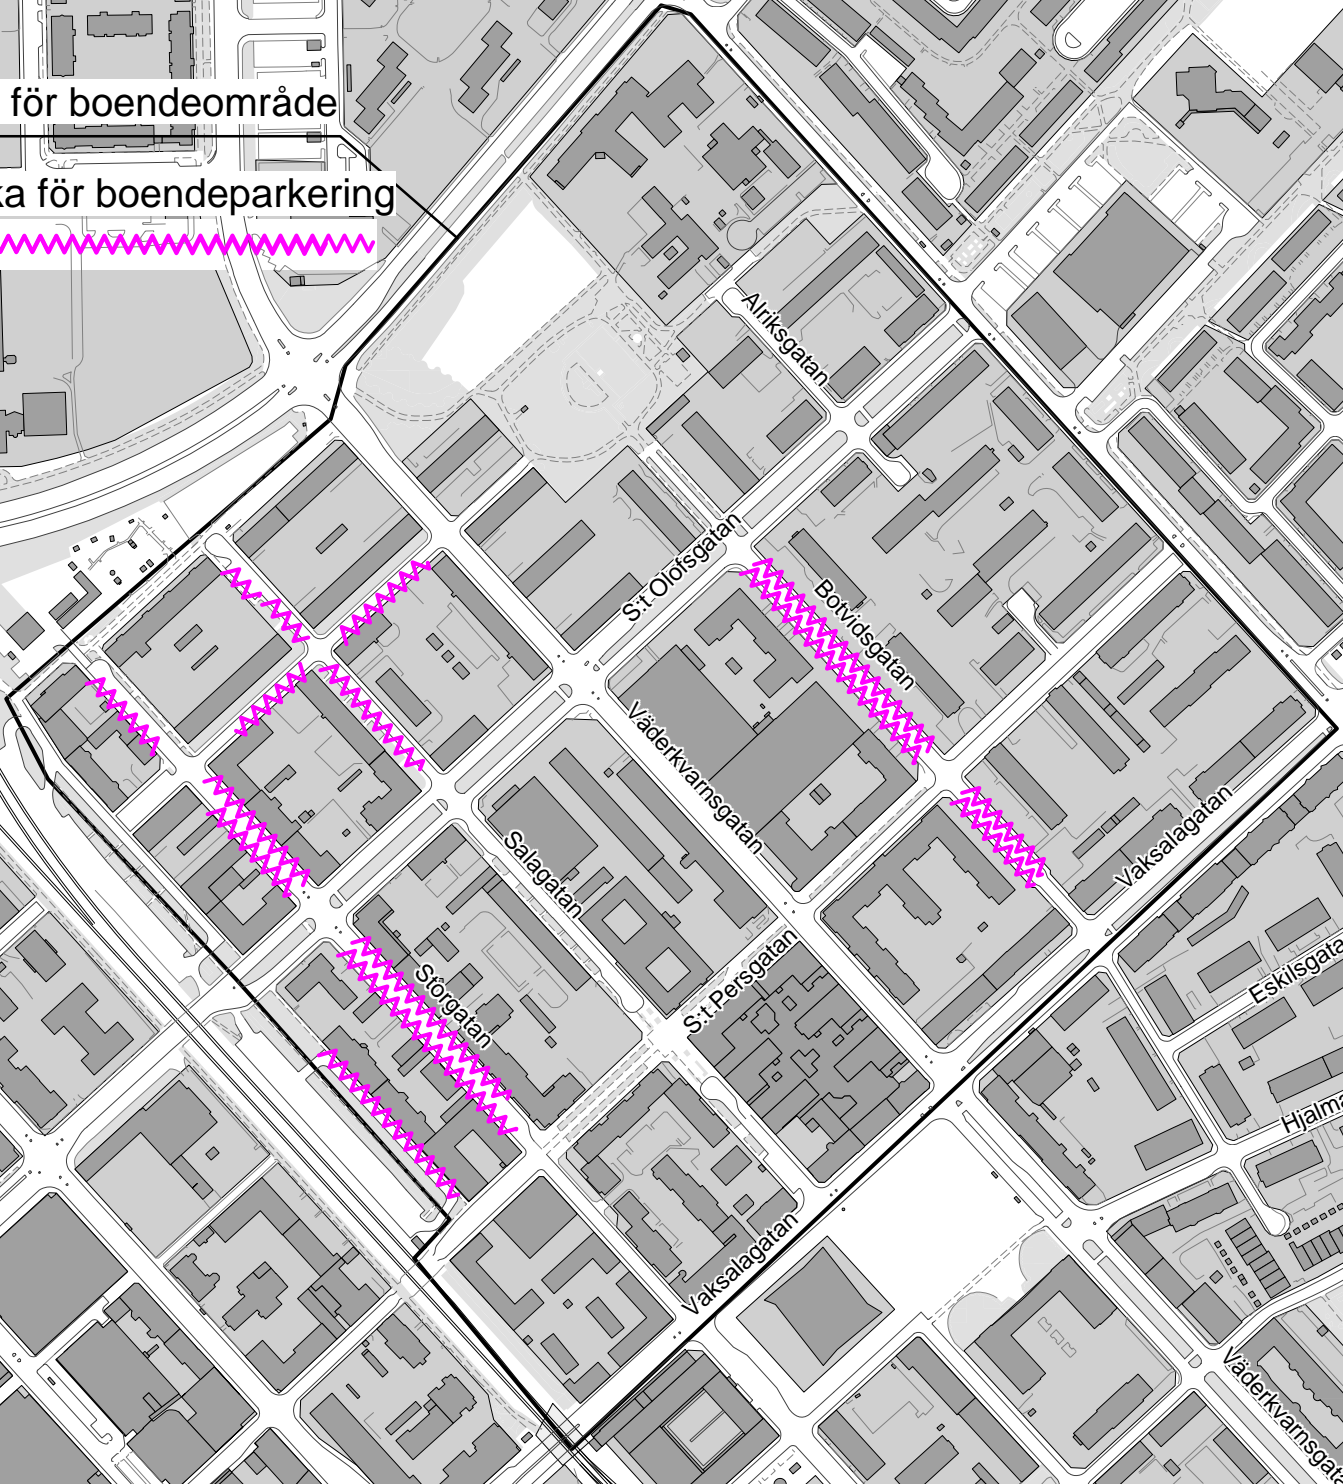 för boendeområde
ka för boendeparkering
Alriksgatan
S:t Olofsgatan
Botvidsgatan
Väderkvarnsgatan
Salagatan
Vaksalagatan
S:t Persgatan
Storgatan
Eskilsgata
Hjalma
Vaksalagatan
Väderkvarnsgat